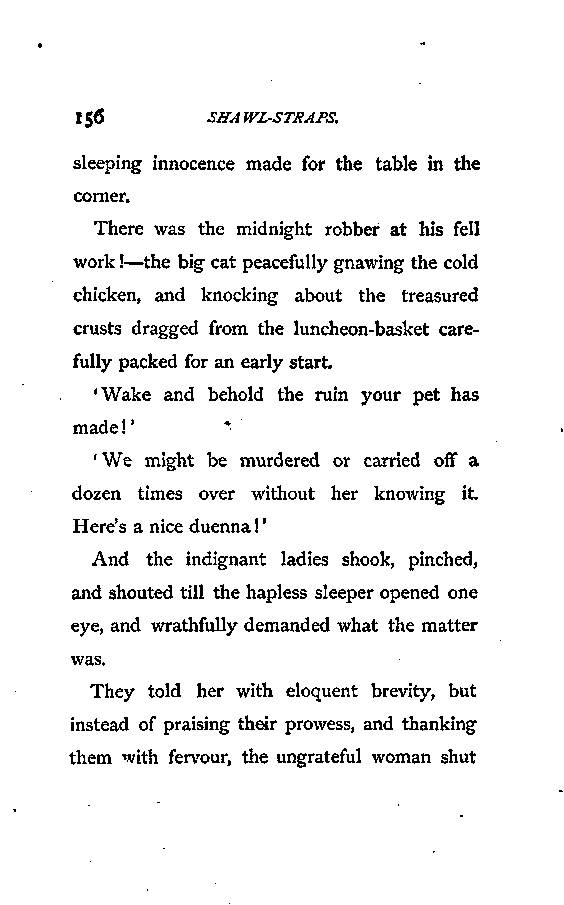 156 SHAWL-STRAPS.
sleeping innocence made for the table in the
corner.
There was the midnight robber at his fell
work!—the big cat peacefully gnawing the cold
chicken, and knocking about the treasured
crusts dragged from the luncheon-basket care-
fully packed for an early start.
'Wake and behold the ruin your pet has
made!'
'We might be murdered or carried off a
dozen times over without her knowing it.
Here's a nice duenna!'
And the indignant ladies shook, pinched,
and shouted till the hapless sleeper opened one
eye, and wrathfully demanded what the matter
was.
They told her with eloquent brevity, but
instead of praising their prowess, and thanking
them with fervour, the ungrateful woman shut